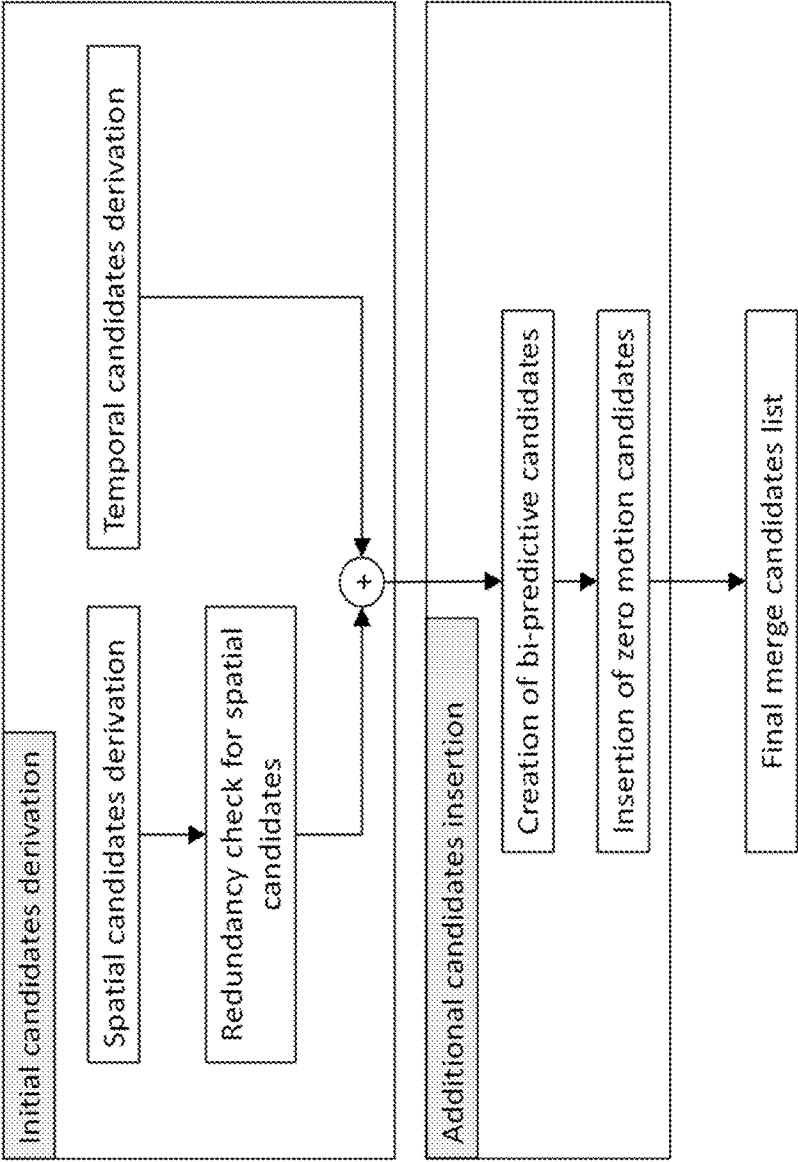 Initial candidates derivation
Spatial candidates derivation
Temporal candidates derivation
Redundancy check for spatial
candidates
+
Additional candidates insertion
Creation of bi-predictive candidates
Insertion of zero motion candidates
Final merge candidates list